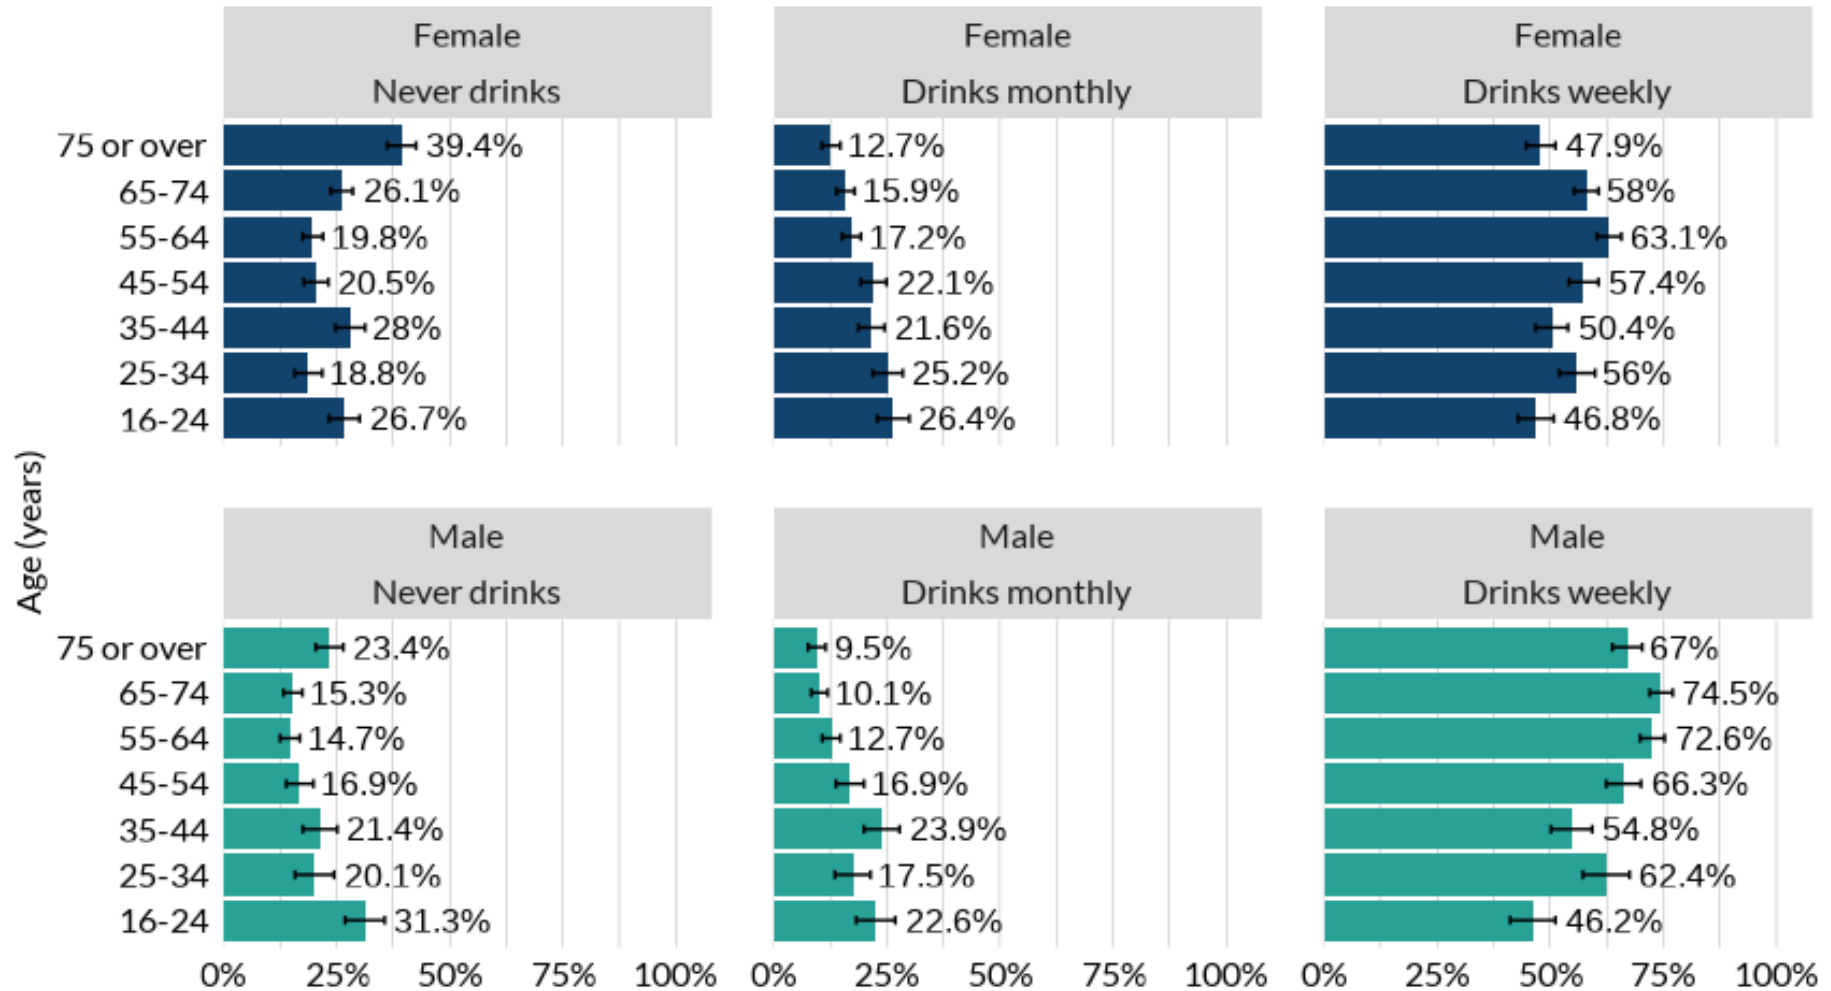 Female Female Female
Never drinks Drinks monthly Drinks weekly
75 or over 39.4% 12.7% 47.9%
65-74 26.1% 15.9% 58%
55-64 19.8% 17.2% 63.1%
45-54 20.5% 22.1% 57.4%
35-44 28% 21.6% 50.4%
25-34 18.8% 25.2% 56%
16-24 26.7% 26.4% 46.8%
Age (years)
Male Male Male
Never drinks Drinks monthly Drinks weekly
75 or over 23.4% 9.5% 67%
65-74 15.3% 10.1% 74.5%
55-64 14.7% 12.7% 72.6%
45-54 16.9% 16.9% 66.3%
35-44 21.4% 23.9% 54.8%
25-34 20.1% 17.5% 62.4%
16-24 31.3% 22.6% 46.2%
0% 25% 50% 75% 100% 0% 25% 50% 75% 100% 0% 25% 50% 75% 100%